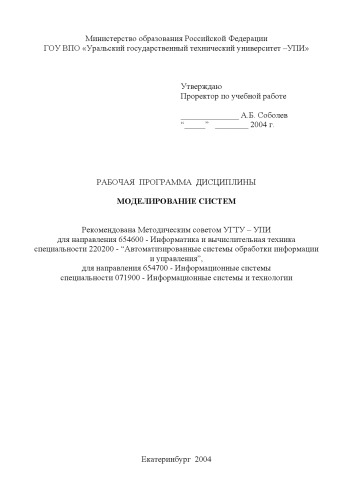 Министерство образования Российской Федерации
ГОУ ВПО «Уральский государственный технический университет –УПИ»
Утверждаю
Проректор по учебной работе
______________ А.Б. Соболев
“_____” ________ 2004 г.
РАБОЧАЯ ПРОГРАММА ДИСЦИПЛИНЫ
МОДЕЛИРОВАНИЕ СИСТЕМ
Рекомендована Методическим советом УГТУ – УПИ
для направления 654600 - Информатика и вычислительная техника
специальности 220200 - “Автоматизированные системы обработки информации
и управления”,
для направления 654700 - Информационные системы
специальности 071900 - Информационные системы и технологии
Екатеринбург 2004